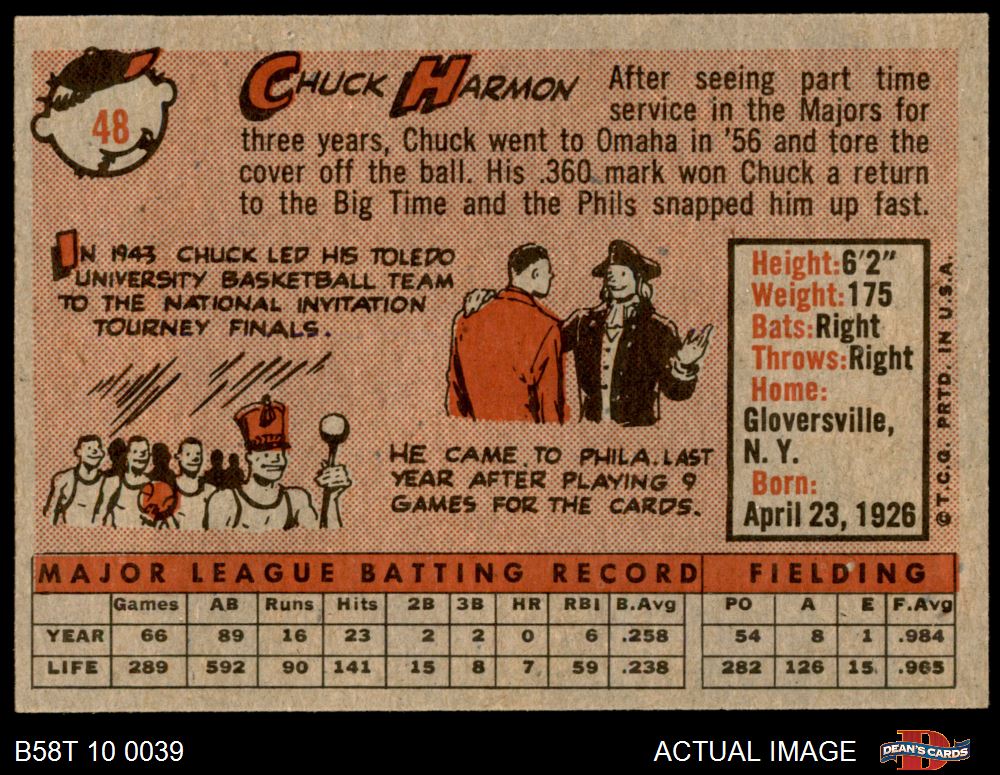 48
CHUCK HARMON
After seeing part time
service in the Majors for
three years, Chuck went to Omaha in '56 and tore the
cover off the ball. His .360 mark won Chuck a return
to the Big Time and the Phils snapped him up fast.
IN 1943 CHUCK LED HIS TOLEDO
UNIVERSITY BASKETBALL TEAM
TO THE NATIONAL INVITATION
TOURNEY FINALS.
HE CAME TO PHILA. LAST
YEAR AFTER PLAYING 9
GAMES FOR THE CARDS.
Height: 6'2"
Weight: 175
Bats: Right
Throws: Right
Home:
Gloversville,
N. Y.
Born:
April 23, 1926
© T.C.G. PRTD. IN U.S.A.
MAJOR LEAGUE BATTING RECORD FIELDING
Games AB Runs Hits 2B 3B HR RBI B.Avg PO A E F.Avg
YEAR 66 89 16 23 2 2 0 6 .258 54 8 1 .984
LIFE 289 592 90 141 15 8 7 59 .238 282 126 15 .965
B58T 10 0039
ACTUAL IMAGE
DEAN'S CARDS